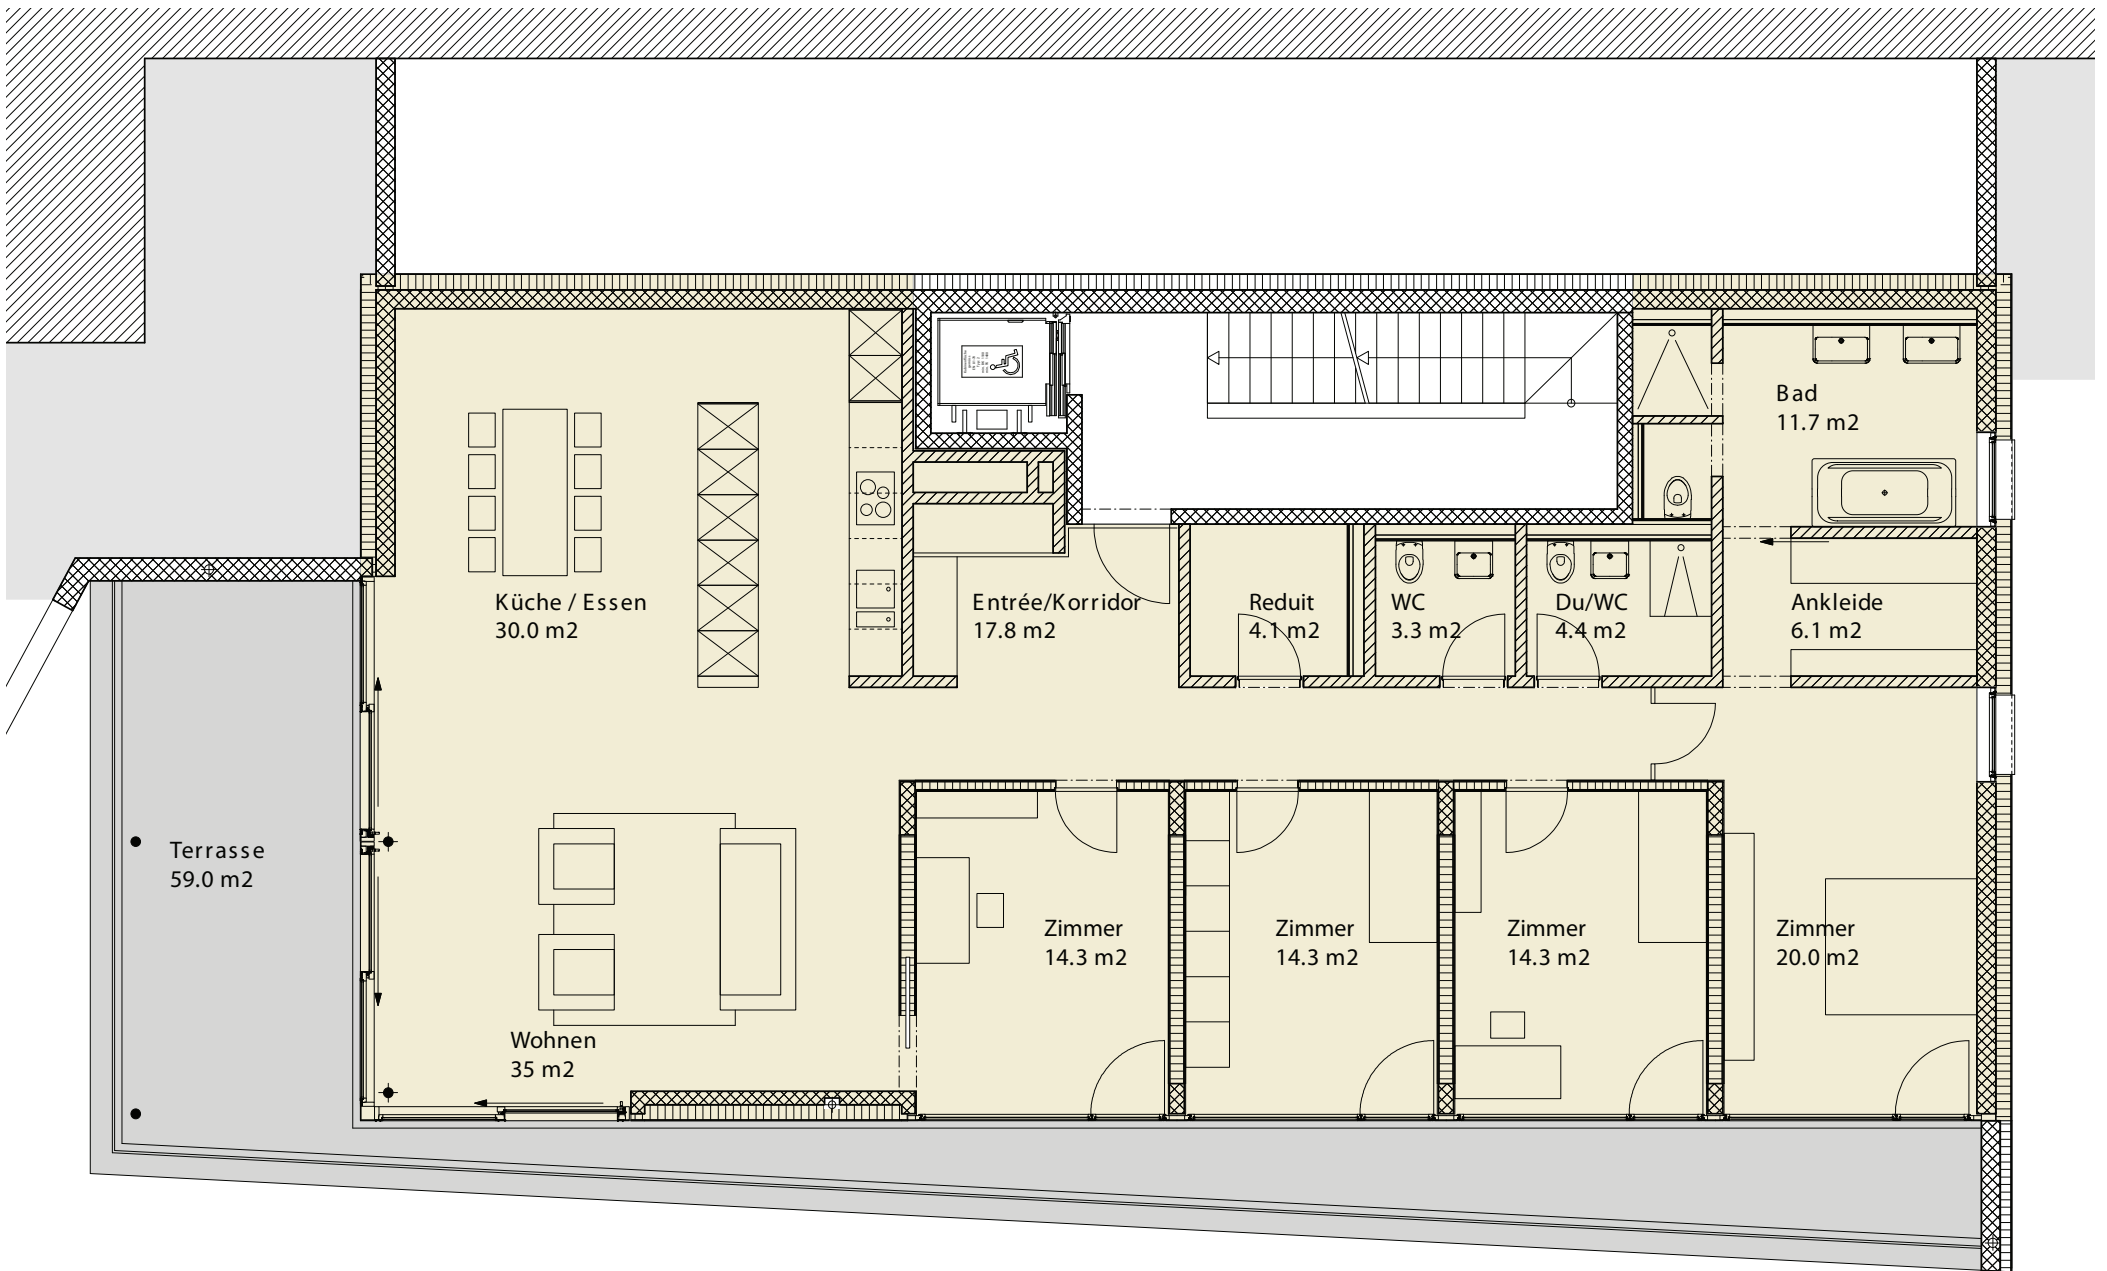 Bad
11.7 m2
Küche / Essen
30.0 m2
Entrée/Korridor
17.8 m2
Reduit
4.1 m2
WC
3.3 m2
Du/WC
4.4 m2
Ankleide
6.1 m2
Terrasse
59.0 m2
Zimmer
14.3 m2
Zimmer
14.3 m2
Zimmer
14.3 m2
Zimmer
20.0 m2
Wohnen
35 m2